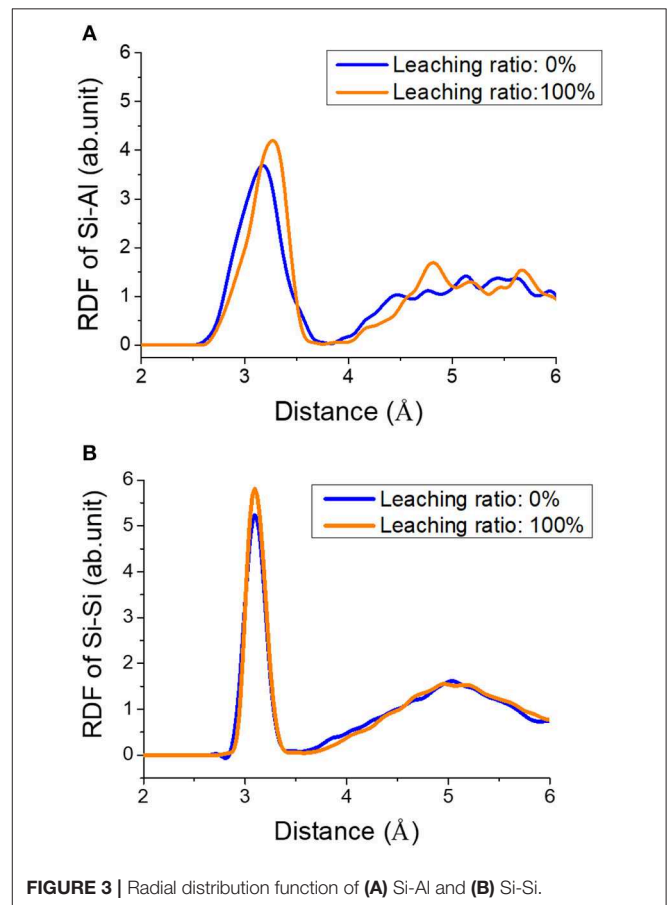 A
6
5
4
3
2
1
0
RDF of Si-Al (ab.unit)
Leaching ratio: 0%
Leaching ratio:100%
2 3 4 5 6
Distance (Å)
B
6
5
4
3
2
1
0
RDF of Si-Si (ab.unit)
Leaching ratio: 0%
Leaching ratio: 100%
2 3 4 5 6
Distance (Å)
FIGURE 3 | Radial distribution function of (A) Si-Al and (B) Si-Si.